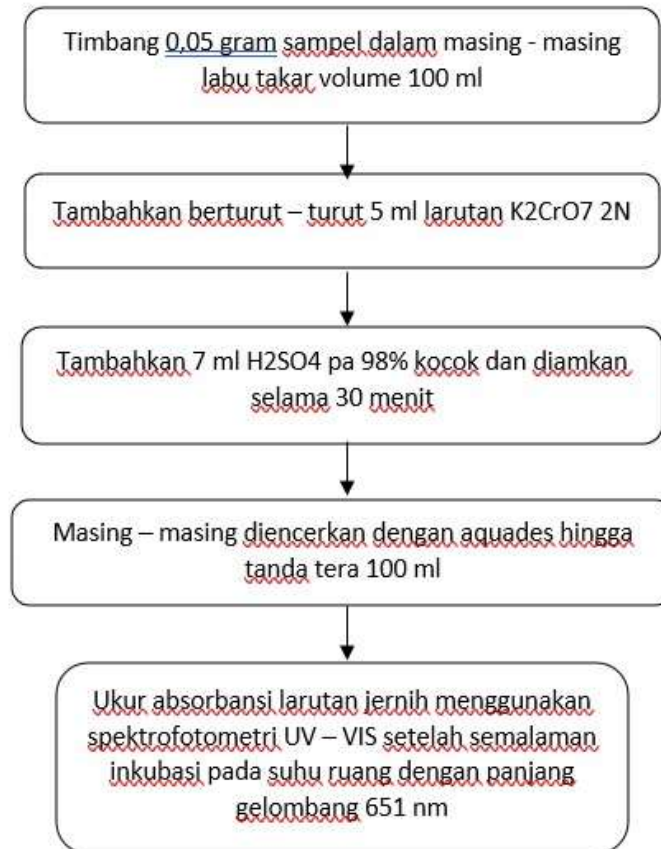 Timbang 0,05 gram sampel dalam masing - masing
labu takar volume 100 ml
Tambahkan berturut – turut 5 ml larutan K2CrO7 2N
Tambahkan 7 ml H2SO4 pa 98% kocok dan diamkan
selama 30 menit
Masing – masing diencerkan dengan aquades hingga
tanda tera 100 ml
Ukur absorbansi larutan jernih menggunakan
spektrofotometri UV – VIS setelah semalaman
inkubasi pada suhu ruang dengan panjang
gelombang 651 nm